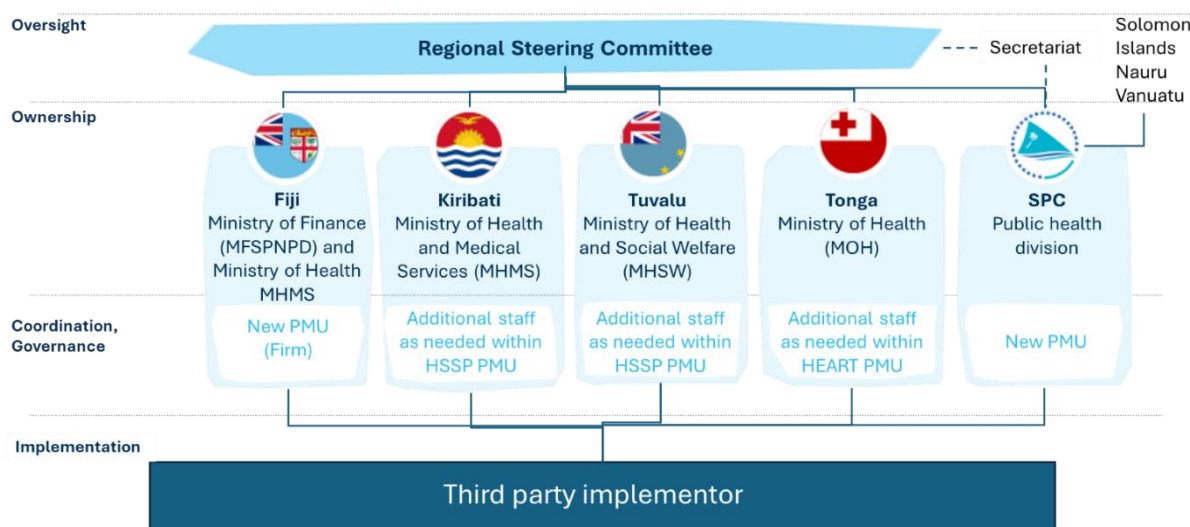 Oversight
Regional Steering Committee
Secretariat
Solomon
Islands
Nauru
Vanuatu
Ownership
Fiji
Ministry of Finance
(MFSPNPD) and
Ministry of Health
MHMS
Kiribati
Ministry of Health
and Medical
Services (MHMS)
Tuvalu
Ministry of Health
and Social Welfare
(MHSW)
Tonga
Ministry of Health
(MOH)
SPC
Public health
division
Coordination,
Governance
New PMU
(Firm)
Additional staff
as needed within
HSSP PMU
Additional staff
as needed within
HSSP PMU
Additional staff
as needed within
HEART PMU
New PMU
Implementation
Third party implementor